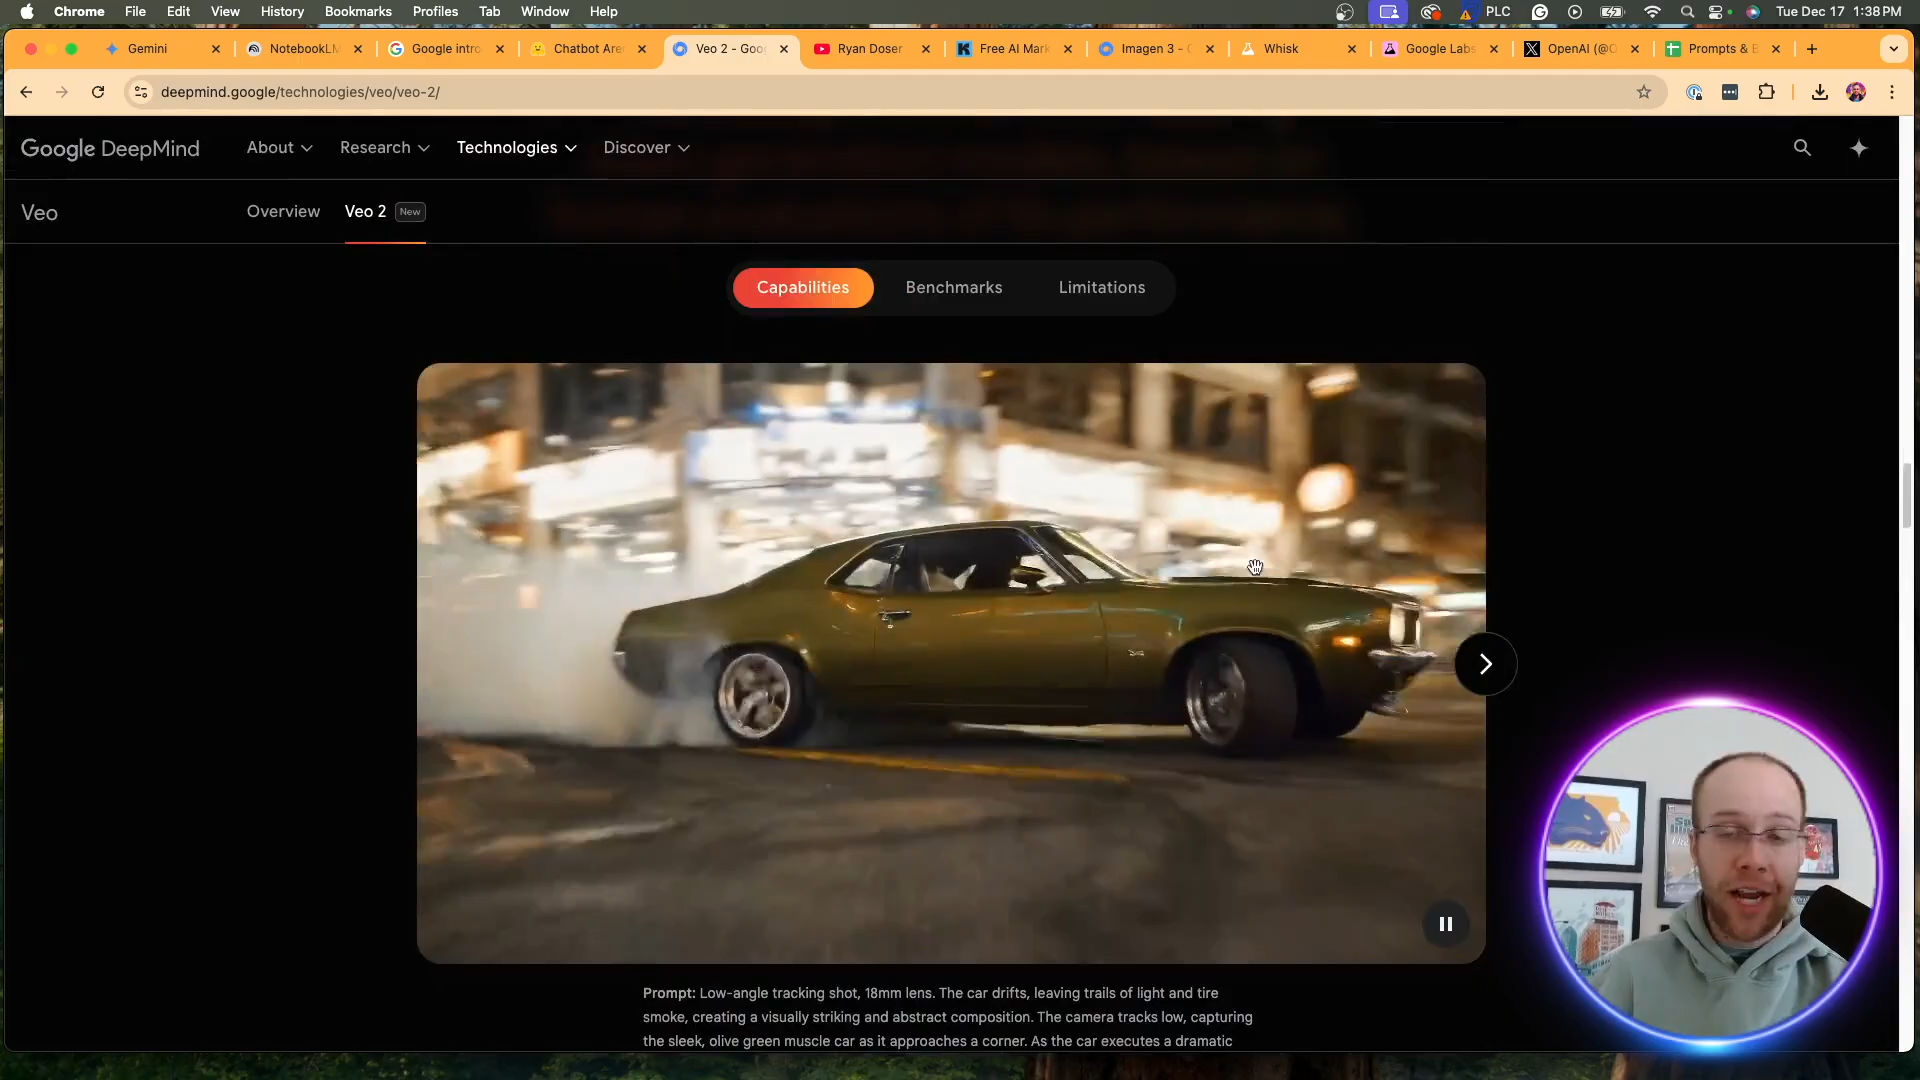 Chrome File Edit View History Bookmarks Profiles Tab Window Help PLC Tue Dec 17 1:38 PM
Gemini NotebookLM Google intro Chatbot Are Veo 2 - Goo Ryan Doser Free AI Mark Imagen 3 - Whisk Google Labs OpenAI (@O Prompts &
deepmind.google/technologies/veo/veo-2/
Google DeepMind About Research Technologies Discover
Veo Overview Veo 2 New
Capabilities Benchmarks Limitations
Prompt: Low-angle tracking shot, 18mm lens. The car drifts, leaving trails of light and tire
smoke, creating a visually striking and abstract composition. The camera tracks low, capturing
the sleek, olive green muscle car as it approaches a corner. As the car executes a dramatic